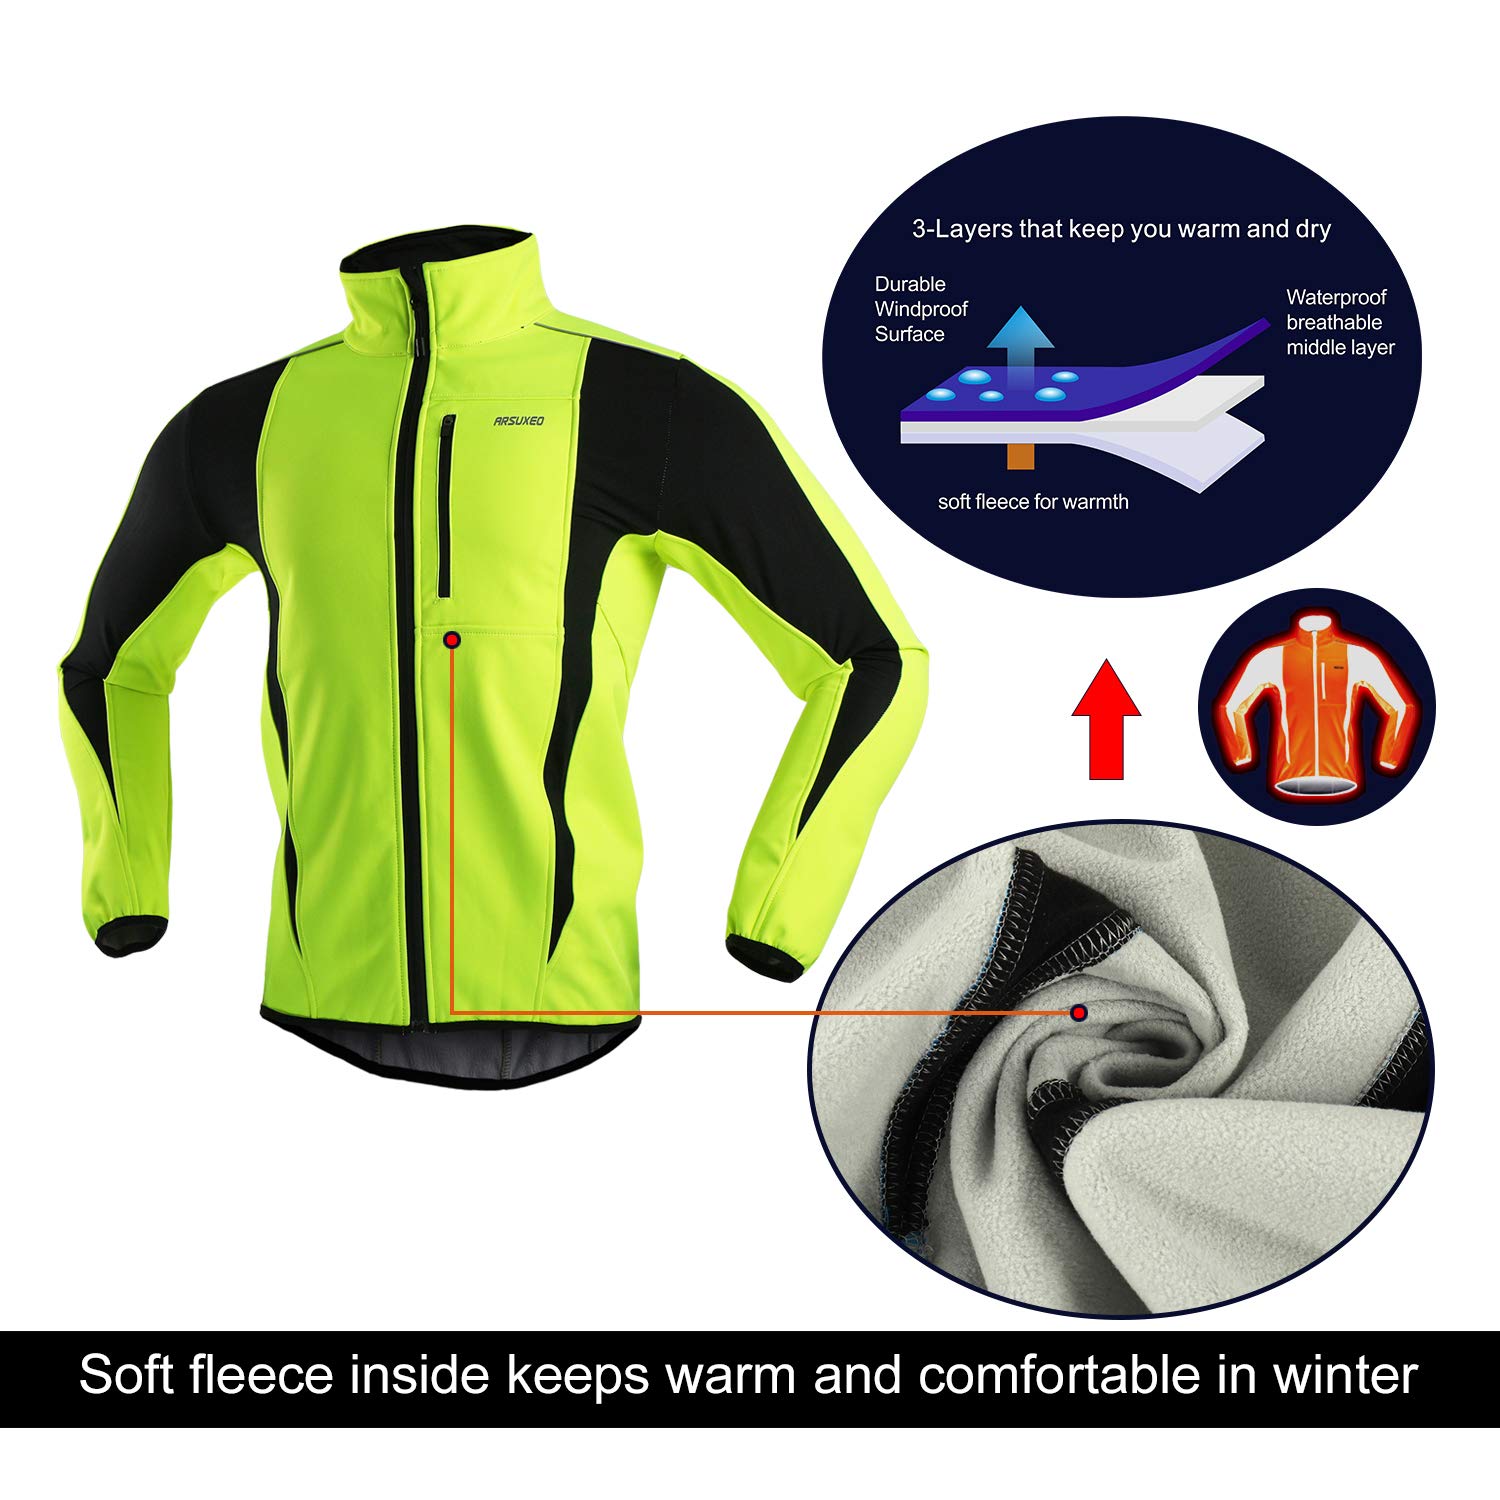 3-Layers that keep you warm and dry
Durable
Windproof
Surface
Waterproof
breathable
middle layer
soft fleece for warmth
ARSUXEO
Soft fleece inside keeps warm and comfortable in winter